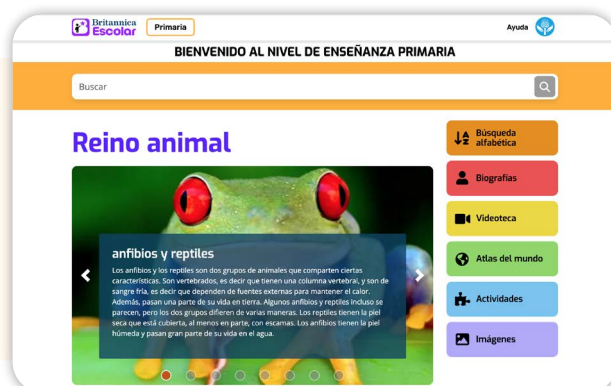 Britannica
Escolar
Primaria
Ayuda
BIENVENIDO AL NIVEL DE ENSEÑANZA PRIMARIA
Buscar
Reino animal
anfibios y reptiles
Los anfibios y los reptiles son dos grupos de animales que comparten ciertas
características. Son vertebrados, es decir que tienen una columna vertebral, y son de
sangre fría, es decir que dependen de fuentes externas para mantener el calor.
Además, pasan una parte de su vida en tierra. Algunos anfibios y reptiles incluso se
parecen, pero los dos grupos difieren de varias maneras. Los reptiles tienen la piel
seca que está cubierta, al menos en parte, con escamas. Los anfibios tienen la piel
húmeda y pasan gran parte de su vida en el agua.
Búsqueda
alfabética
Biografías
Videoteca
Atlas del mundo
Actividades
Imágenes